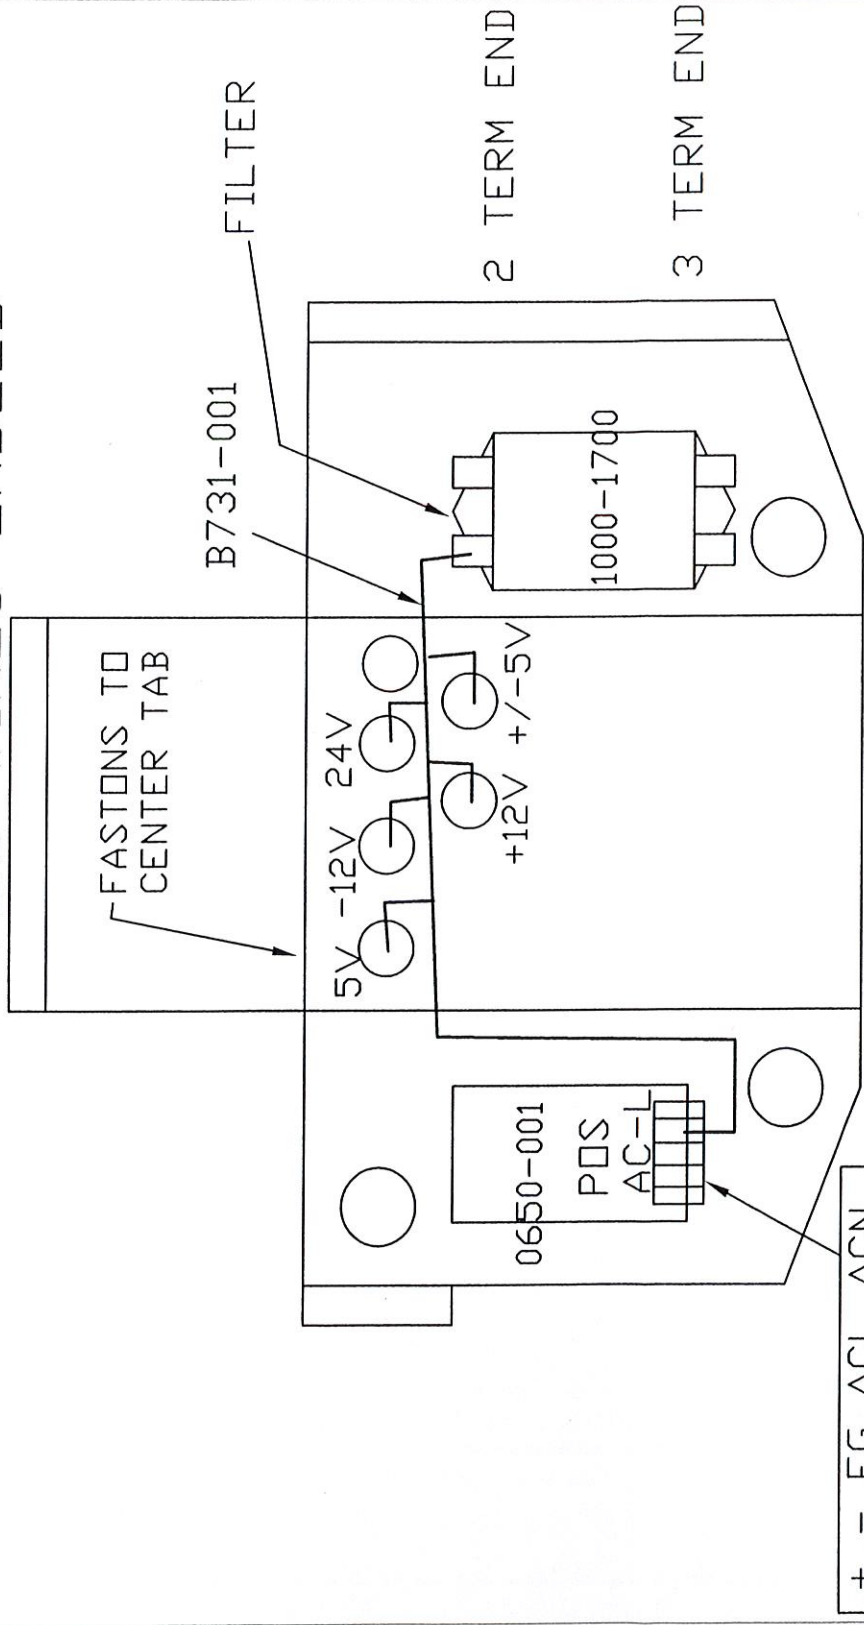 FILTER
B731-001
2 TERM END
3 TERM END
FASTONS TO
CENTER TAB
5V -12V 24V
+12V +/-5V
1000-1700
0650-001
POS
AC-L
+ - FG ACL ACN